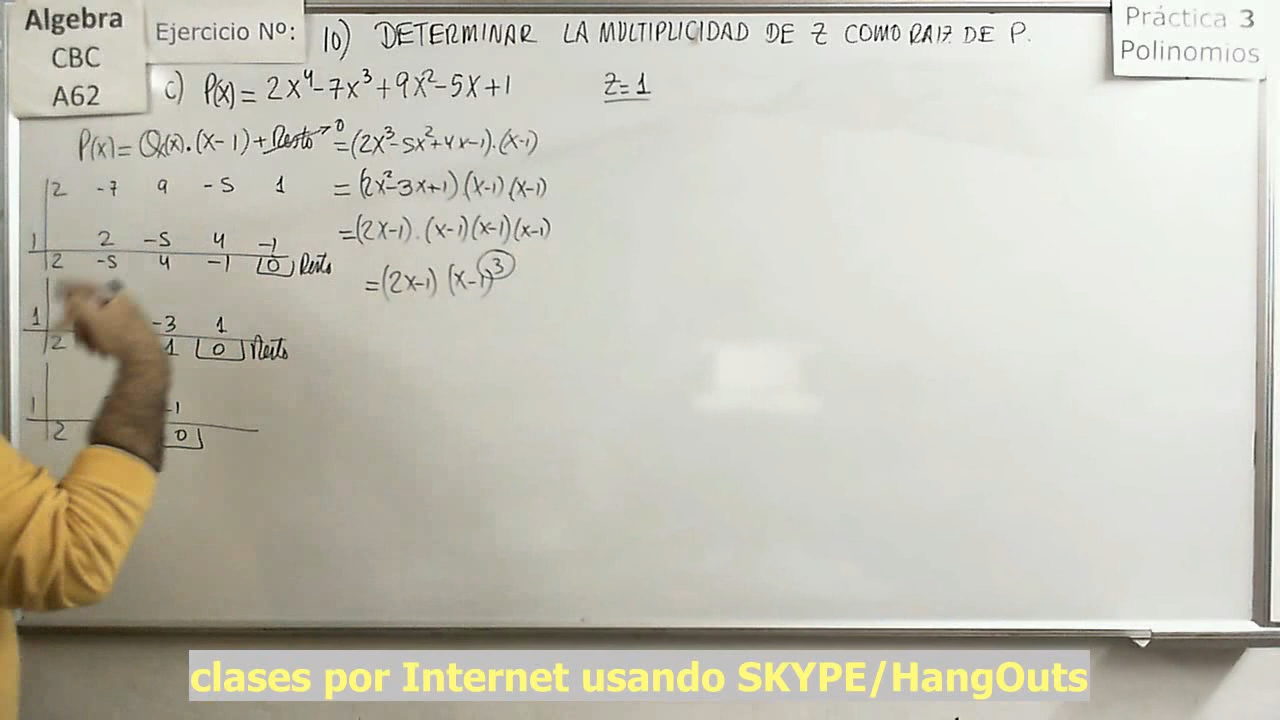 Algebra
CBC
A62
Ejercicio Nº:
Práctica 3
Polinomios
10) DETERMINAR LA MULTIPLICIDAD DE Z COMO RAIZ DE P.
c) P(x) = 2x⁴-7x³+9x²-5x+1 Z=1
P(x)= Q(x).(x-1)+Resto→0 =(2x³-5x²+4x-1).(x-1)
2 -7 9 -5 1 = (2x²-3x+1)(x-1)(x-1)
1 2 -5 4 -1 =(2x-1).(x-1)(x-1)(x-1)
2 -5 4 -1 0 Resto =(2x-1)(x-1)³
1 -3 1
2 1 0 Resto
1 -1
2 0
clases por Internet usando SKYPE/HangOuts